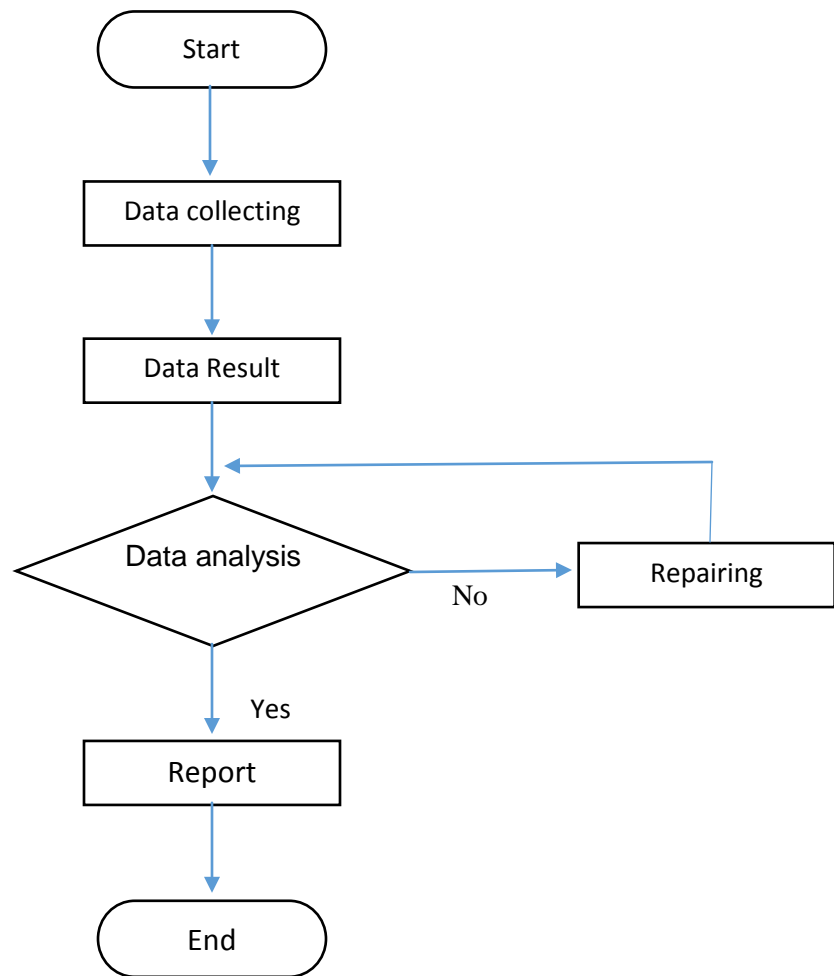 Start
Data collecting
Data Result
Data analysis
No
Repairing
Yes
Report
End